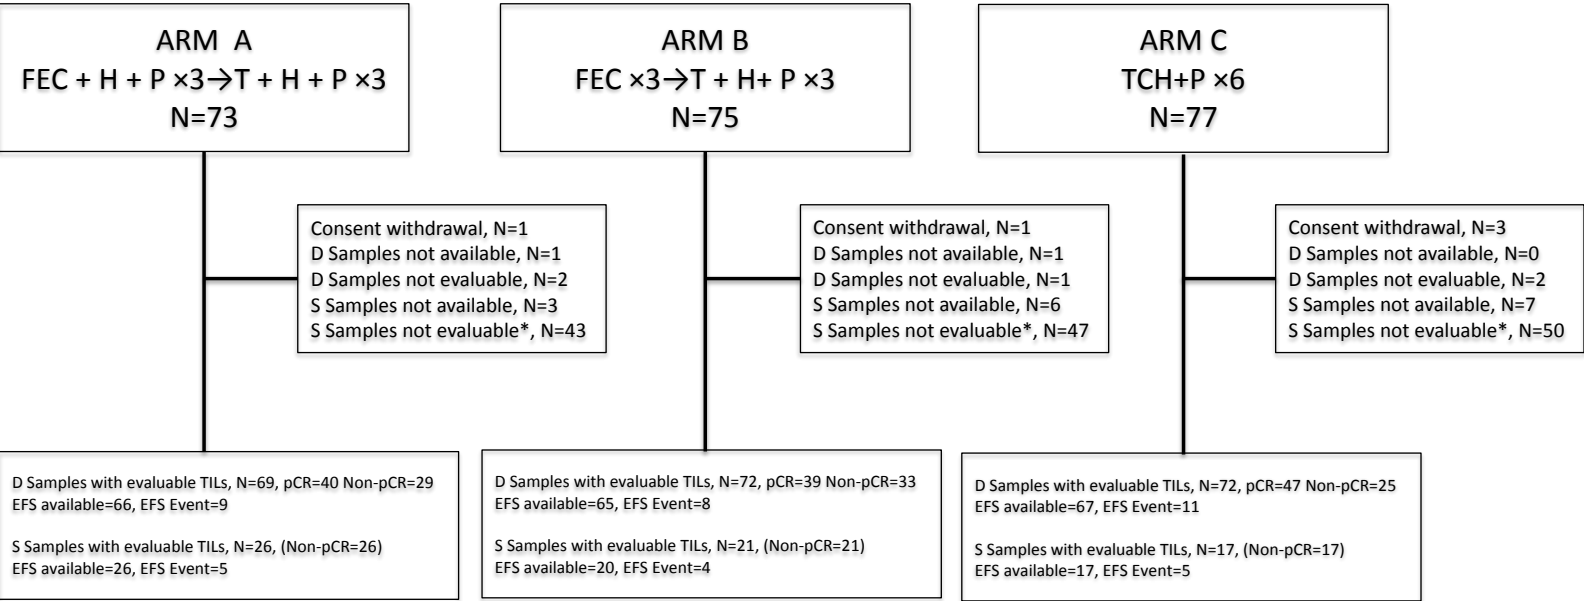 ARM A
FEC + H + P ×3→T + H + P ×3
N=73
ARM B
FEC ×3→T + H+ P ×3
N=75
ARM C
TCH+P ×6
N=77
Consent withdrawal, N=1
D Samples not available, N=1
D Samples not evaluable, N=2
S Samples not available, N=3
S Samples not evaluable*, N=43
Consent withdrawal, N=1
D Samples not available, N=1
D Samples not evaluable, N=1
S Samples not available, N=6
S Samples not evaluable*, N=47
Consent withdrawal, N=3
D Samples not available, N=0
D Samples not evaluable, N=2
S Samples not available, N=7
S Samples not evaluable*, N=50
D Samples with evaluable TILs, N=69, pCR=40 Non-pCR=29
EFS available=66, EFS Event=9
S Samples with evaluable TILs, N=26, (Non-pCR=26)
EFS available=26, EFS Event=5
D Samples with evaluable TILs, N=72, pCR=39 Non-pCR=33
EFS available=65, EFS Event=8
S Samples with evaluable TILs, N=21, (Non-pCR=21)
EFS available=20, EFS Event=4
D Samples with evaluable TILs, N=72, pCR=47 Non-pCR=25
EFS available=67, EFS Event=11
S Samples with evaluable TILs, N=17, (Non-pCR=17)
EFS available=17, EFS Event=5